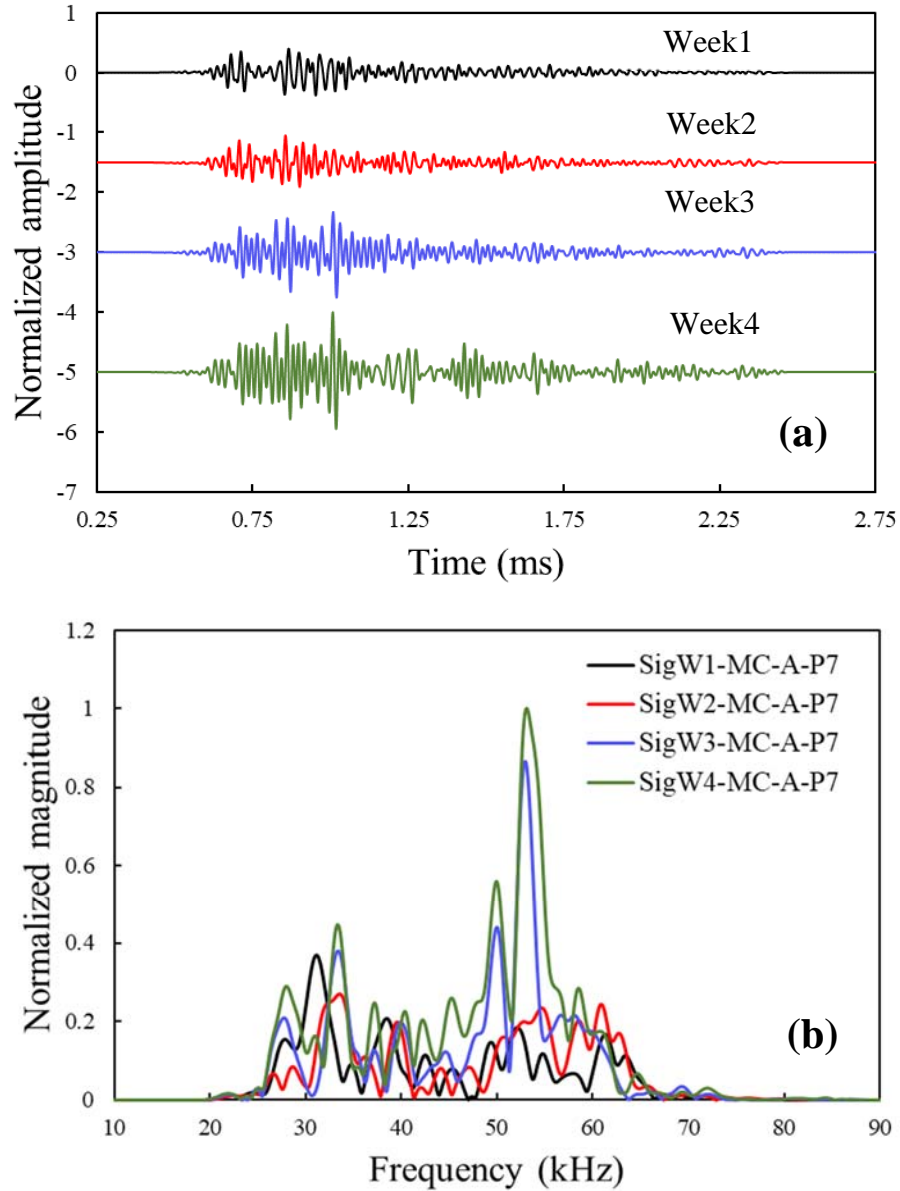 1
Week1
0
Week2
-1
-2
Week3
-3
-4
Week4
-5
-6
(a)
-7
0.25 0.75 1.25 1.75 2.25 2.75
Normalized amplitude
Time (ms)
1.2
SigW1-MC-A-P7
1
SigW2-MC-A-P7
SigW3-MC-A-P7
0.8
SigW4-MC-A-P7
0.6
0.4
0.2
(b)
0
10 20 30 40 50 60 70 80 90
Normalized magnitude
Frequency (kHz)